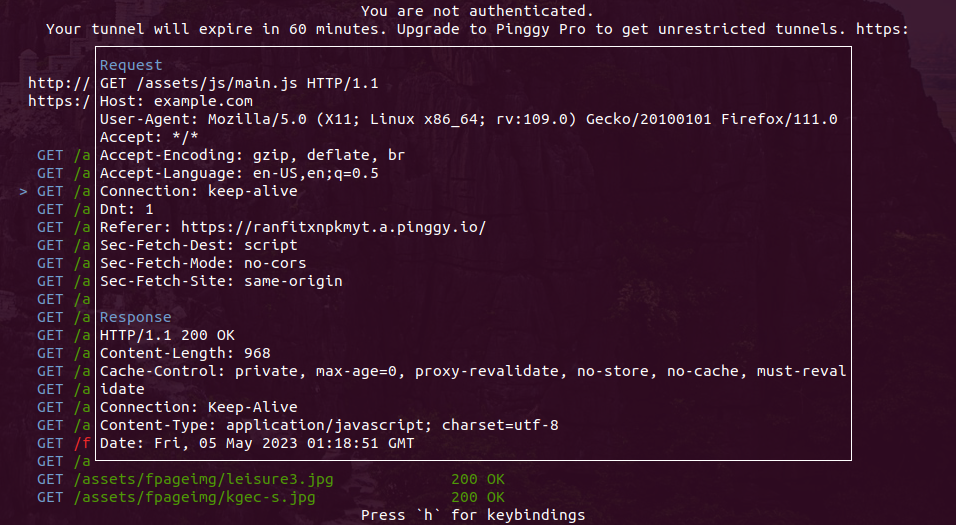 You are not authenticated.
Your tunnel will expire in 60 minutes. Upgrade to Pinggy Pro to get unrestricted tunnels. https:
Request
http:// GET /assets/js/main.js HTTP/1.1
https:/ Host: example.com
User-Agent: Mozilla/5.0 (X11; Linux x86_64; rv:109.0) Gecko/20100101 Firefox/111.0
Accept: */*
GET /a Accept-Encoding: gzip, deflate, br
GET /a Accept-Language: en-US,en;q=0.5
> GET /a Connection: keep-alive
GET /a Dnt: 1
GET /a Referer: https://ranfitxnpkmyt.a.pinggy.io/
GET /a Sec-Fetch-Dest: script
GET /a Sec-Fetch-Mode: no-cors
GET /a Sec-Fetch-Site: same-origin
GET /a
GET /a Response
GET /a HTTP/1.1 200 OK
GET /a Content-Length: 968
GET /a Cache-Control: private, max-age=0, proxy-revalidate, no-store, no-cache, must-reval
GET /a idate
GET /a Connection: Keep-Alive
GET /a Content-Type: application/javascript; charset=utf-8
GET /f Date: Fri, 05 May 2023 01:18:51 GMT
GET /a
GET /assets/fpageimg/leisure3.jpg 200 OK
GET /assets/fpageimg/kgec-s.jpg 200 OK
Press `h` for keybindings